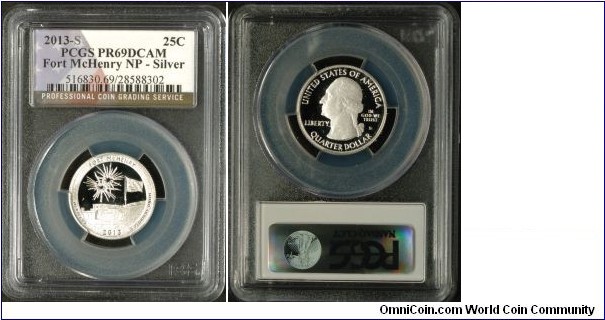 2013-S 25C
PCGS PR69DCAM
Fort McHenry NP - Silver
516830.69/28588302
PROFESSIONAL COIN GRADING SERVICE
FORT MCHENRY
2013
UNITED STATES OF AMERICA
LIBERTY
IN
GOD WE
TRUST
S
QUARTER DOLLAR
PCGS
OmniCoin.com World Coin Community